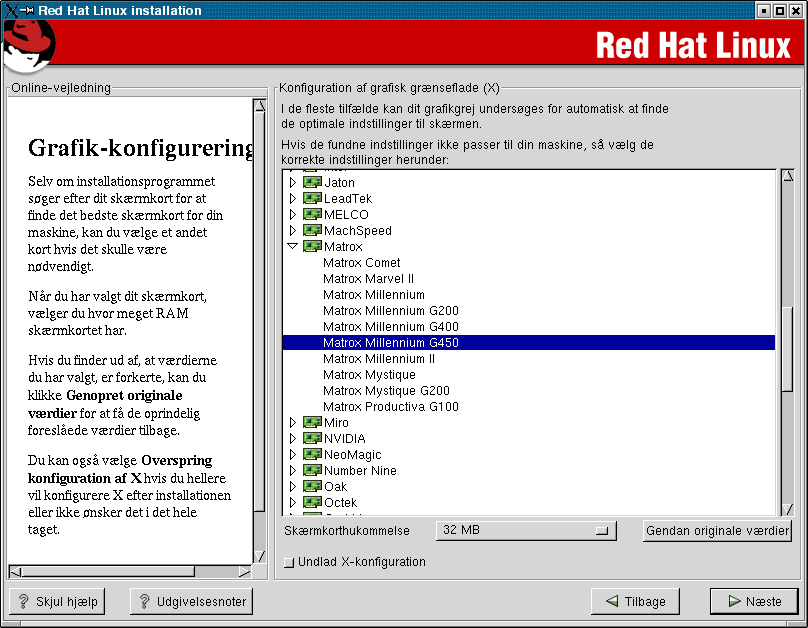 Red Hat Linux installation
Red Hat Linux
Online-vejledning
Grafik-konfigurering
Selv om installationsprogrammet
søger efter dit skærmkort for at
finde det bedste skærmkort for din
maskine, kan du vælge et andet
kort hvis det skulle være
nødvendigt.
Når du har valgt dit skærmkort,
vælger du hvor meget RAM
skærmkortet har.
Hvis du finder ud af, at værdierne
du har valgt, er forkerte, kan du
klikke Genopret originale
værdier for at få de oprindelig
foreslåede værdier tilbage.
Du kan også vælge Overspring
konfiguration af X hvis du hellere
vil konfigurere X efter installationen
eller ikke ønsker det i det hele
taget.
Konfiguration af grafisk grænseflade (X)
I de fleste tilfælde kan dit grafikgrej undersøges for automatisk at finde
de optimale indstillinger til skærmen.
Hvis de fundne indstillinger ikke passer til din maskine, så vælg de
korrekte indstillinger herunder:
Jaton
LeadTek
MELCO
MachSpeed
Matrox
Matrox Comet
Matrox Marvel II
Matrox Millennium
Matrox Millennium G200
Matrox Millennium G400
Matrox Millennium G450
Matrox Millennium II
Matrox Mystique
Matrox Mystique G200
Matrox Productiva G100
Miro
NVIDIA
NeoMagic
Number Nine
Oak
Octek
Skærmkorthukommelse
32 MB
Gendan originale værdier
Undlad X-konfiguration
Skjul hjælp
Udgivelsesnoter
Tilbage
Næste